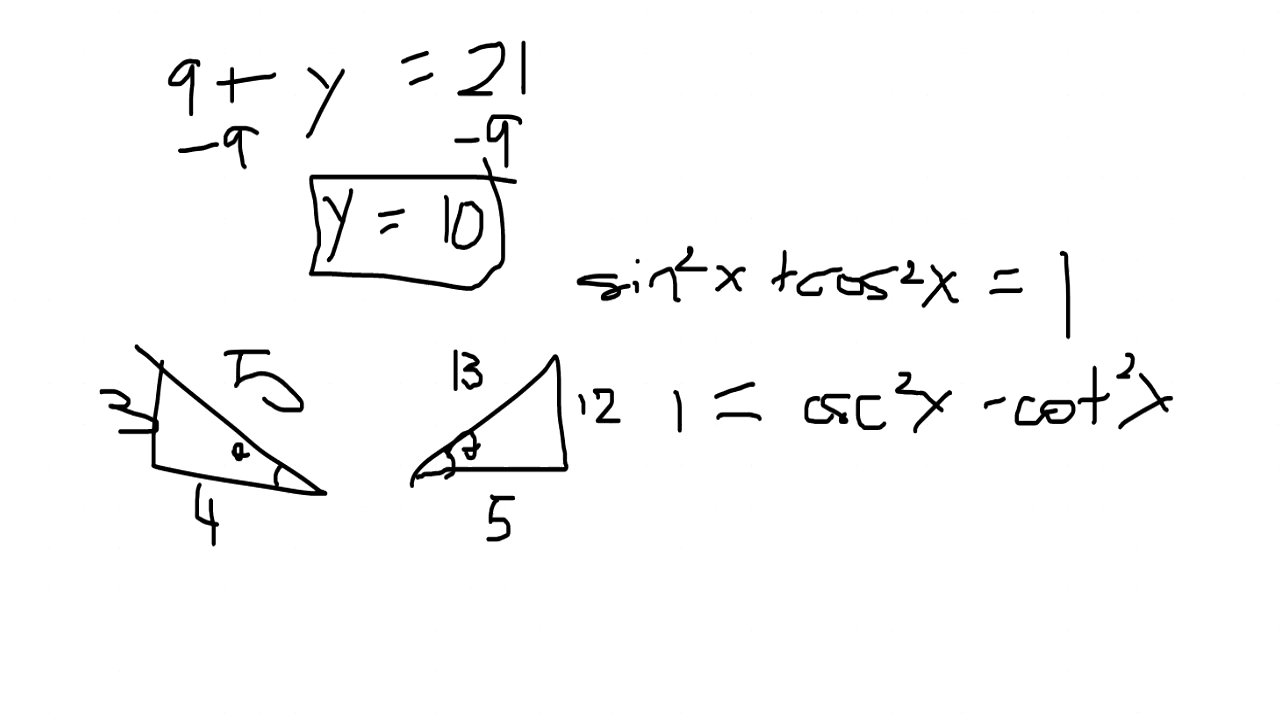 9 + y = 21
-9 -9
y = 10
sin²x + cos²x = 1
1 = csc²x - cot²x
3 5 4
13 12 5